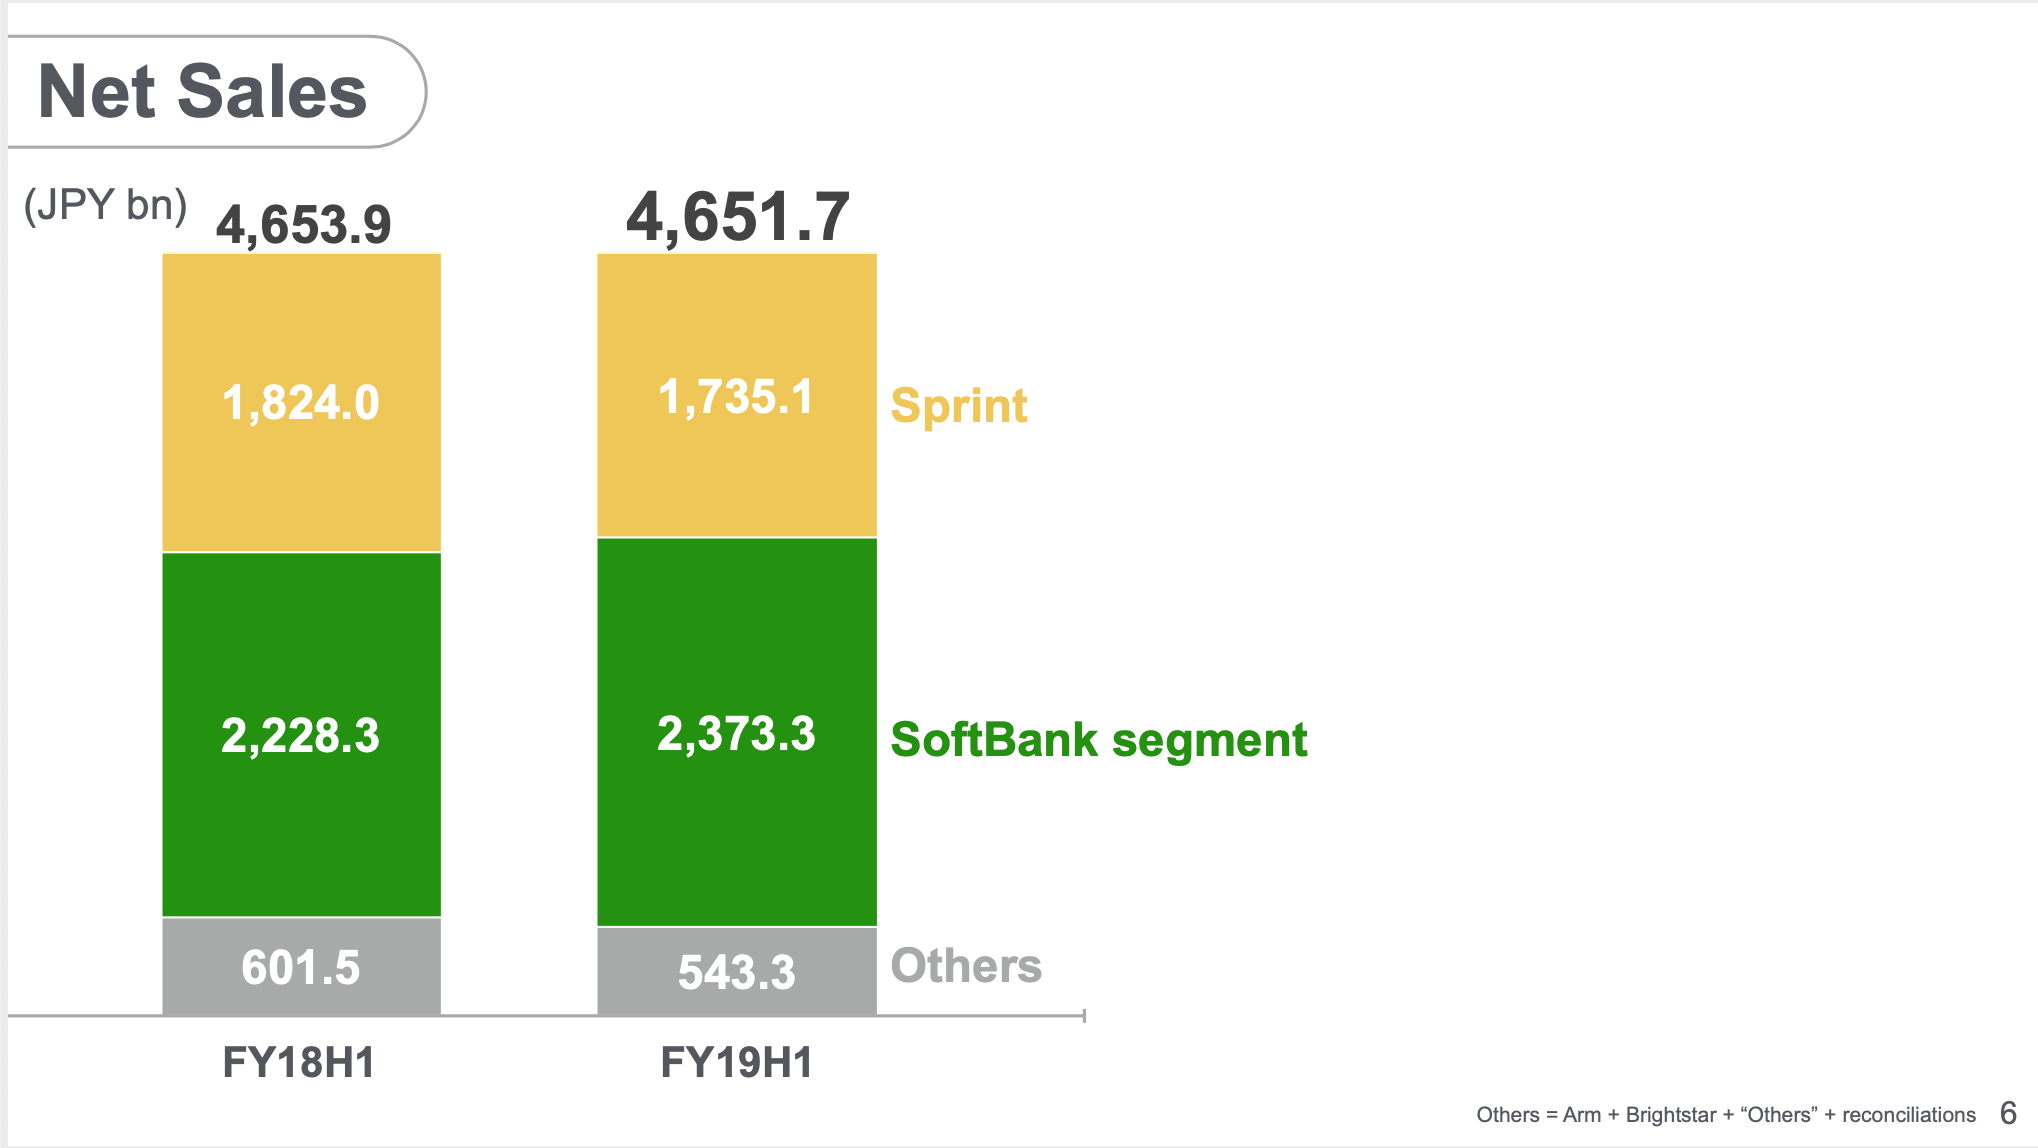 Net Sales
(JPY bn)
4,653.9
4,651.7
1,824.0
1,735.1
Sprint
2,228.3
2,373.3
SoftBank segment
601.5
543.3
Others
FY18H1
FY19H1
Others = Arm + Brightstar + “Others” + reconciliations 6